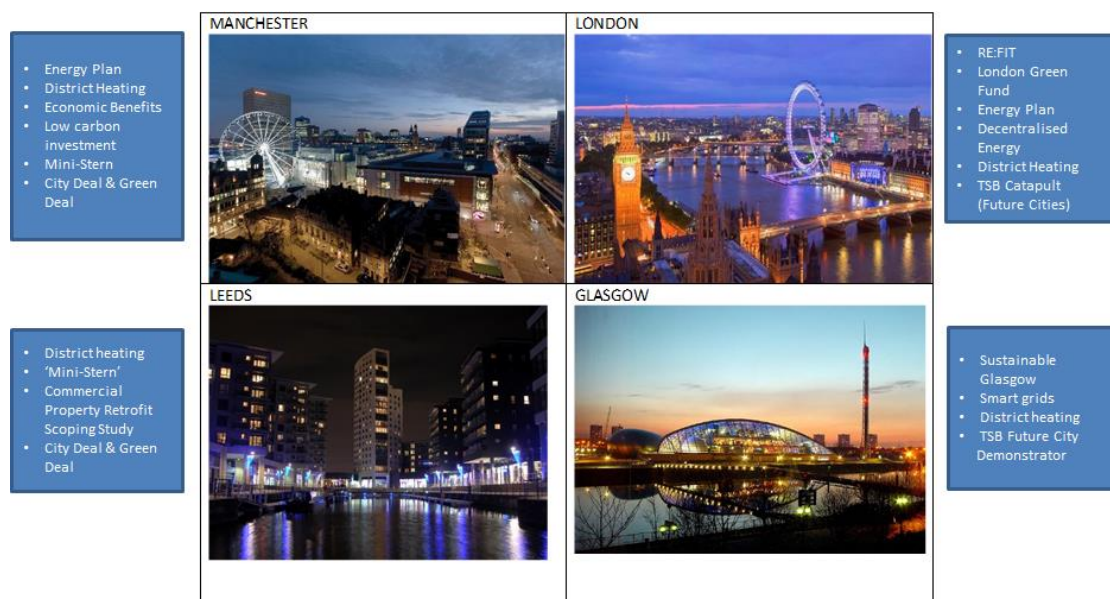 MANCHESTER
• Energy Plan
• District Heating
• Economic Benefits
• Low carbon
investment
• Mini-Stern
• City Deal & Green
Deal
LONDON
• RE:FIT
• London Green
Fund
• Energy Plan
• Decentralised
Energy
• District Heating
• TSB Catapult
(Future Cities)
LEEDS
• District heating
• ‘Mini-Stern’
• Commercial
Property Retrofit
Scoping Study
• City Deal & Green
Deal
GLASGOW
• Sustainable
Glasgow
• Smart grids
• District heating
• TSB Future City
Demonstrator